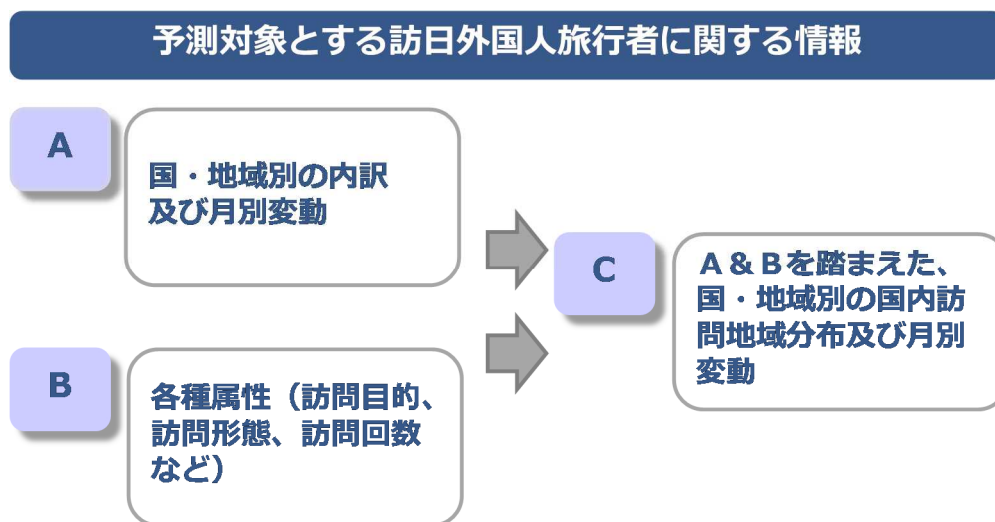 予測対象とする訪日外国人旅行者に関する情報
A
国・地域別の内訳
及び月別変動
B
各種属性（訪問目的、
訪問形態、訪問回数
など）
C
Ａ＆Ｂを踏まえた、
国・地域別の国内訪
問地域分布及び月別
変動